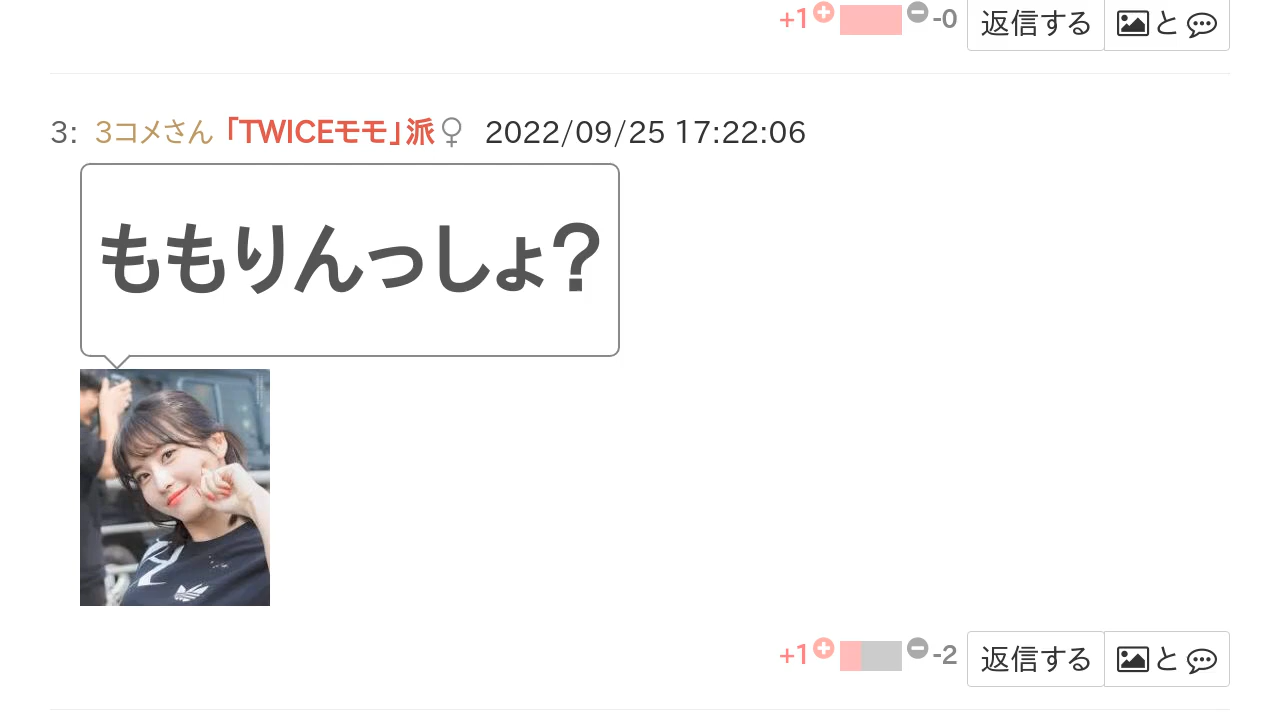 +1 -0 返信する と
3: 3コメさん 「TWICEモモ」派♀ 2022/09/25 17:22:06
ももりんっしょ?
+1 -2 返信する と